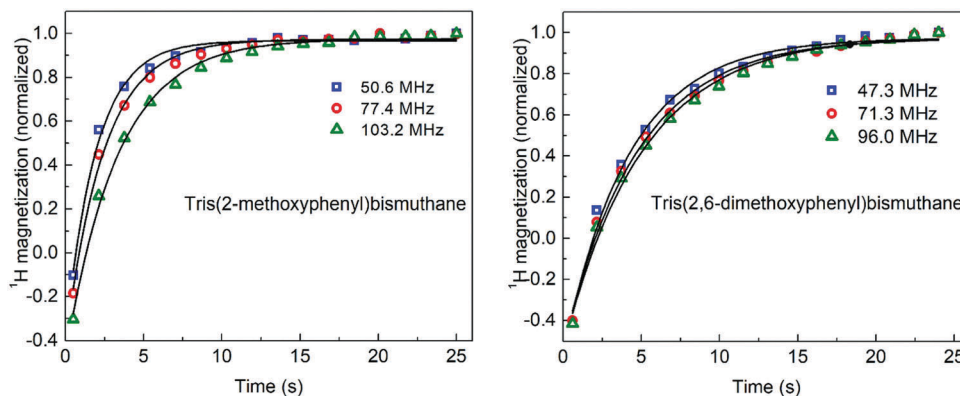 1.0
0.8
0.6
0.4
0.2
0.0
-0.2
-0.4
¹H magnetization (normalized)
50.6 MHz
77.4 MHz
103.2 MHz
Tris(2-methoxyphenyl)bismuthane
0 5 10 15 20 25
Time (s)
1.0
0.8
0.6
0.4
0.2
0.0
-0.2
-0.4
¹H magnetization (normalized)
47.3 MHz
71.3 MHz
96.0 MHz
Tris(2,6-dimethoxyphenyl)bismuthane
0 5 10 15 20 25
Time (s)